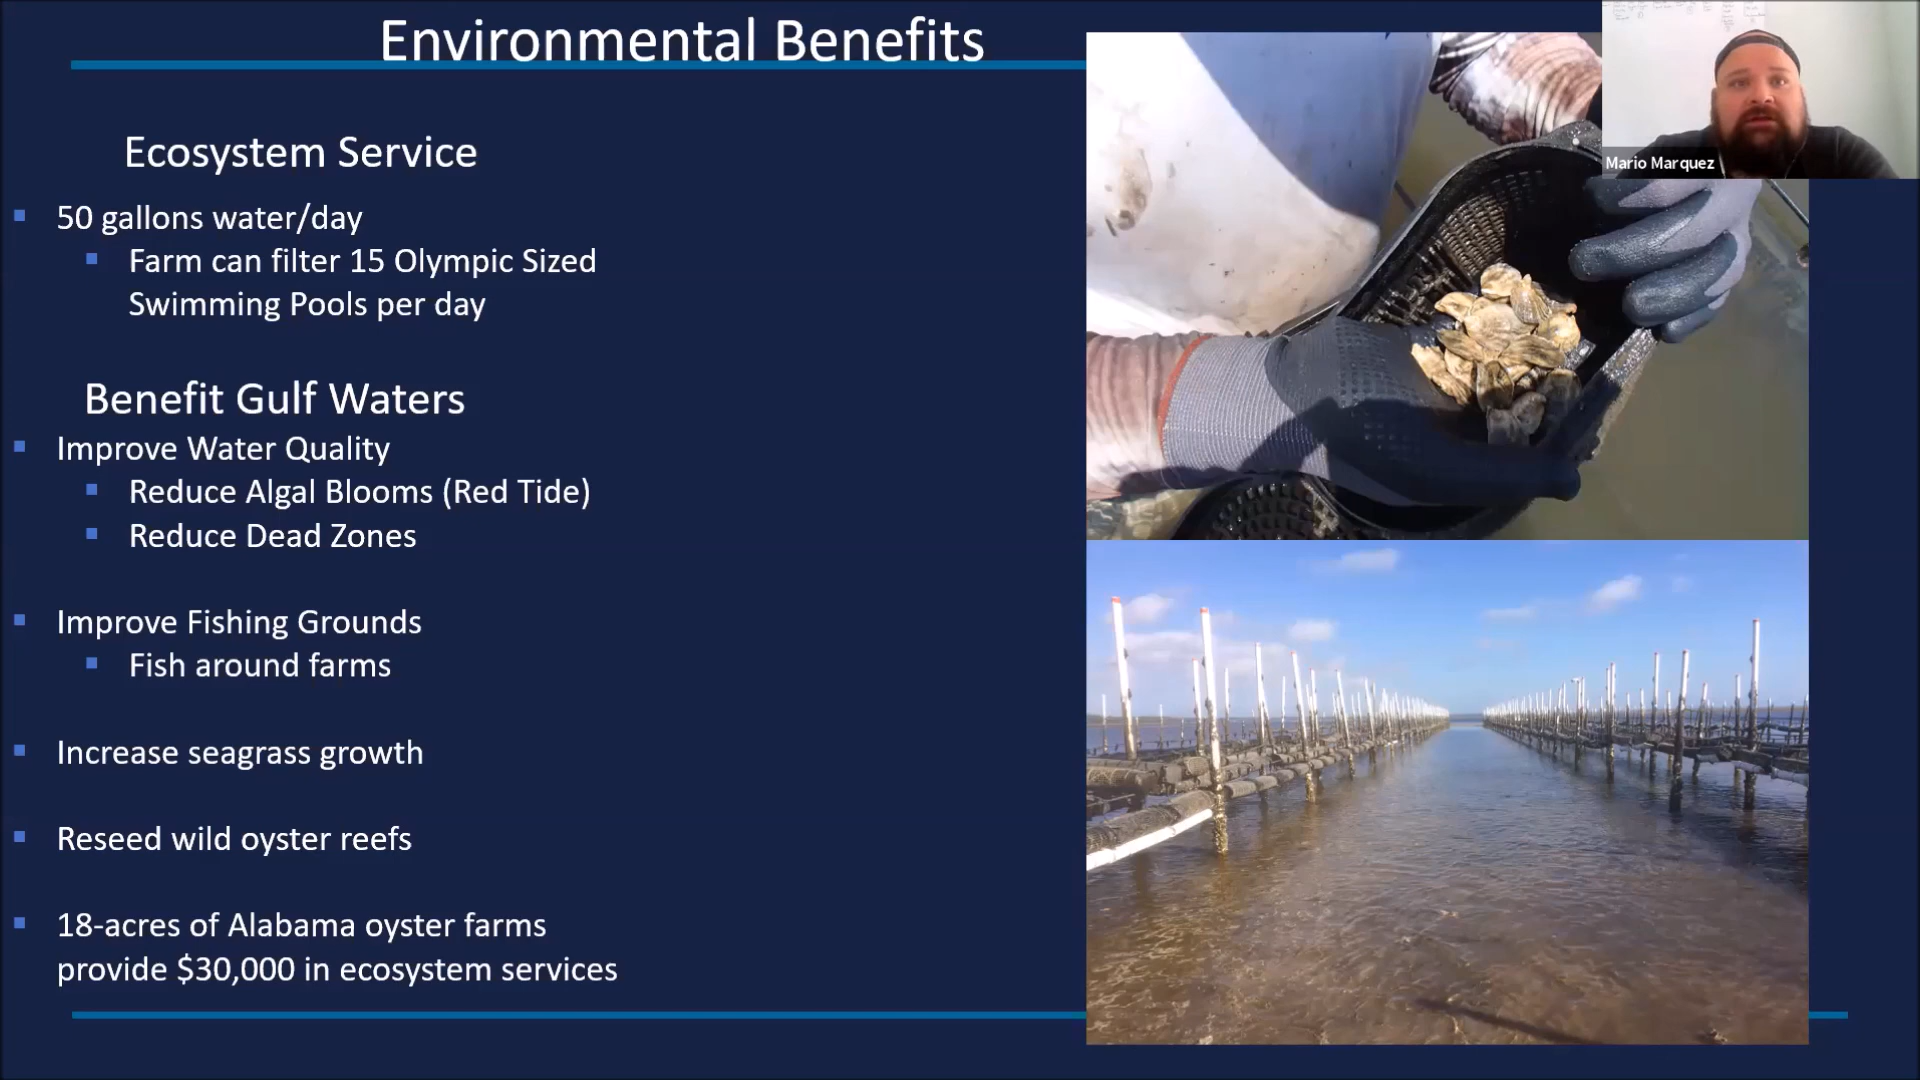 Environmental Benefits
Ecosystem Service
50 gallons water/day
Farm can filter 15 Olympic Sized
Swimming Pools per day
Benefit Gulf Waters
Improve Water Quality
Reduce Algal Blooms (Red Tide)
Reduce Dead Zones
Improve Fishing Grounds
Fish around farms
Increase seagrass growth
Reseed wild oyster reefs
18-acres of Alabama oyster farms
provide $30,000 in ecosystem services
Mario Marquez